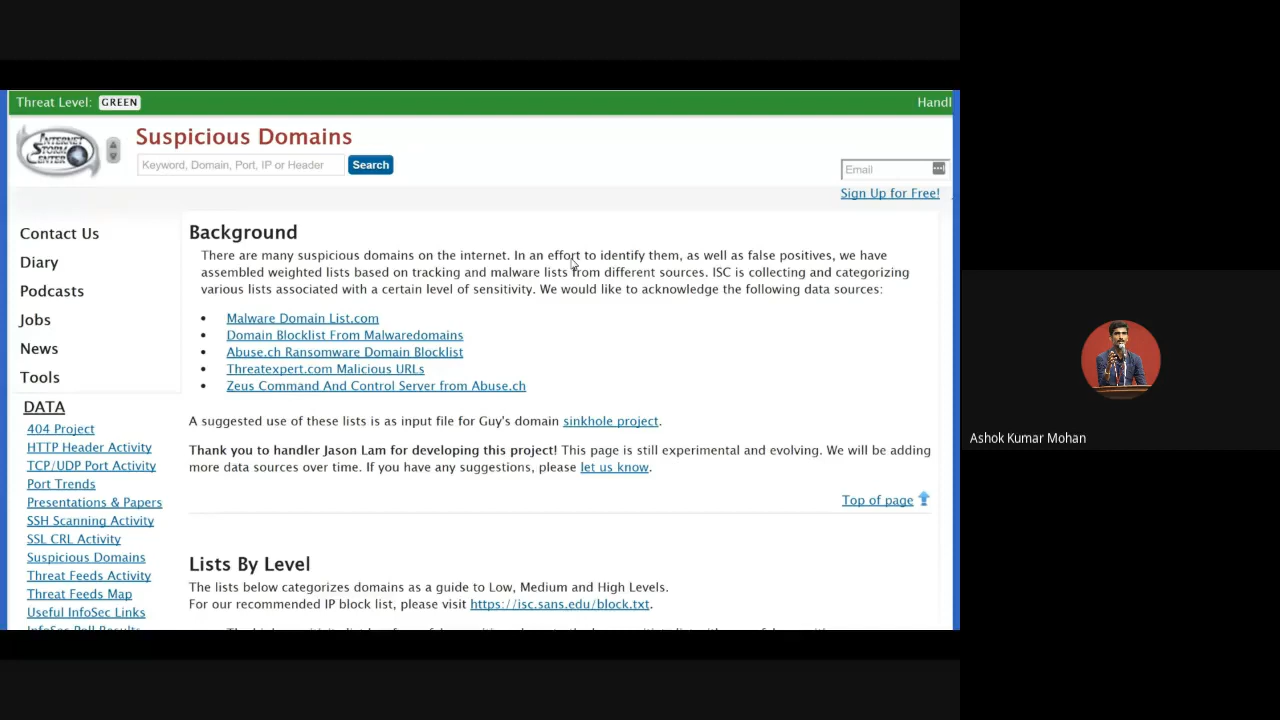 Threat Level: GREEN
Handl
INTERNET
STORM
CENTER
Suspicious Domains
Keyword, Domain, Port, IP or Header
Search
Email
Sign Up for Free!
Contact Us
Diary
Podcasts
Jobs
News
Tools
DATA
404 Project
HTTP Header Activity
TCP/UDP Port Activity
Port Trends
Presentations & Papers
SSH Scanning Activity
SSL CRL Activity
Suspicious Domains
Threat Feeds Activity
Threat Feeds Map
Useful InfoSec Links
InfoSec Poll Results
Background
There are many suspicious domains on the internet. In an effort to identify them, as well as false positives, we have
assembled weighted lists based on tracking and malware lists from different sources. ISC is collecting and categorizing
various lists associated with a certain level of sensitivity. We would like to acknowledge the following data sources:
• Malware Domain List.com
• Domain Blocklist From Malwaredomains
• Abuse.ch Ransomware Domain Blocklist
• Threatexpert.com Malicious URLs
• Zeus Command And Control Server from Abuse.ch
A suggested use of these lists is as input file for Guy's domain sinkhole project.
Thank you to handler Jason Lam for developing this project! This page is still experimental and evolving. We will be adding
more data sources over time. If you have any suggestions, please let us know.
Top of page
Lists By Level
The lists below categorizes domains as a guide to Low, Medium and High Levels.
For our recommended IP block list, please visit https://isc.sans.edu/block.txt.
Ashok Kumar Mohan